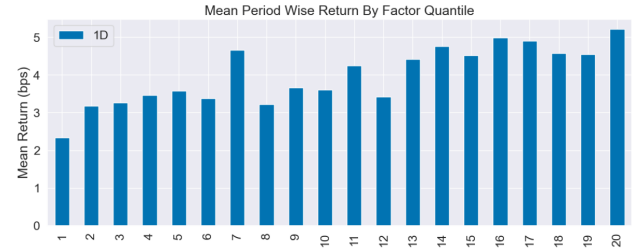 Mean Period Wise Return By Factor Quantile
1D
Mean Return (bps)
5
4
3
2
1
0
1 2 3 4 5 6 7 8 9 10 11 12 13 14 15 16 17 18 19 20